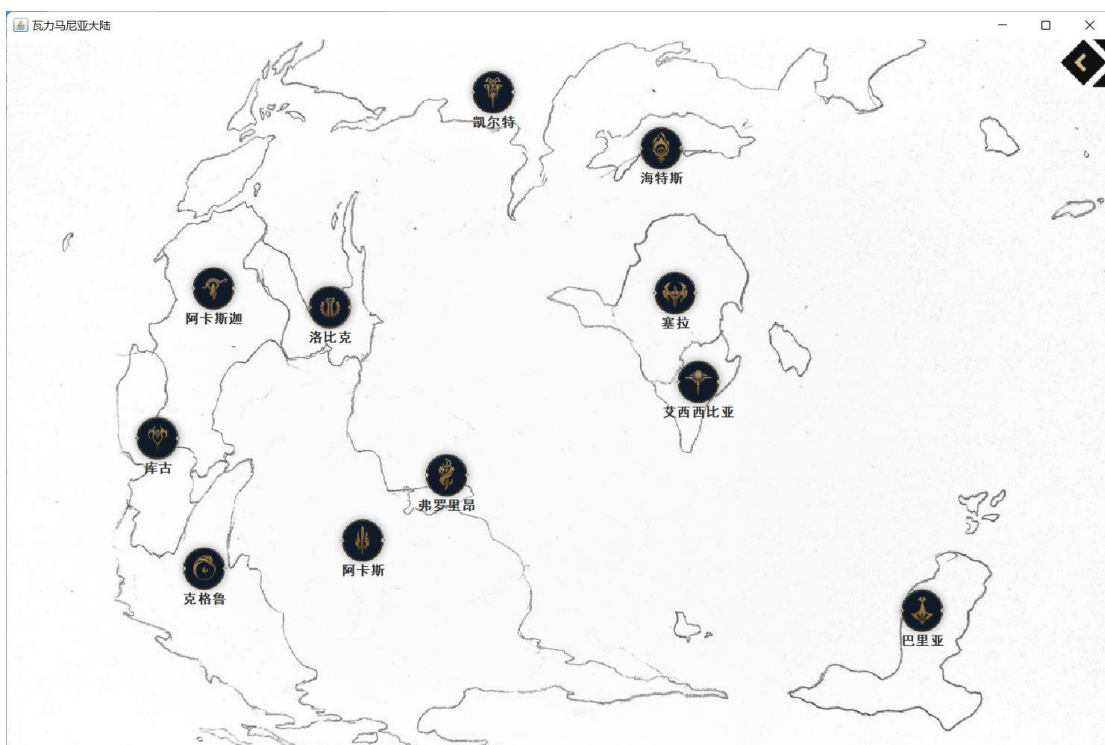 瓦力马尼亚大陆
凯尔特
海特斯
阿卡斯迦
洛比克
塞拉
艾西西比亚
库古
弗罗里昂
阿卡斯
克格鲁
巴里亚